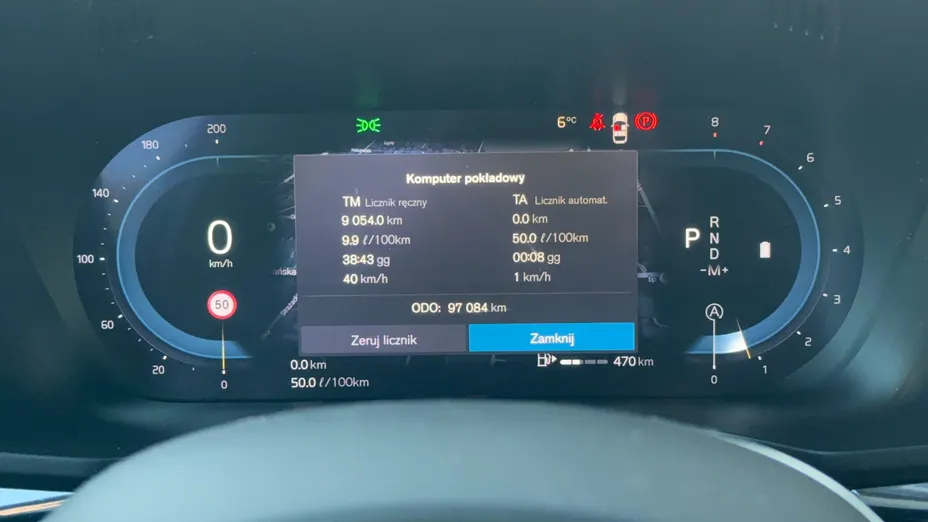 6°C
P
200
180
140
100
60
20
0
0
km/h
50
Komputer pokładowy
TM Licznik ręczny
9 054.0 km
9.9 ℓ/100km
38:43 gg
40 km/h
TA Licznik automat.
0.0 km
50.0 ℓ/100km
00:08 gg
1 km/h
ODO: 97 084 km
Zeruj licznik
Zamknij
0.0 km
50.0 ℓ/100km
470 km
8
7
6
5
4
3
2
1
0
P
R
N
D
-M+
A